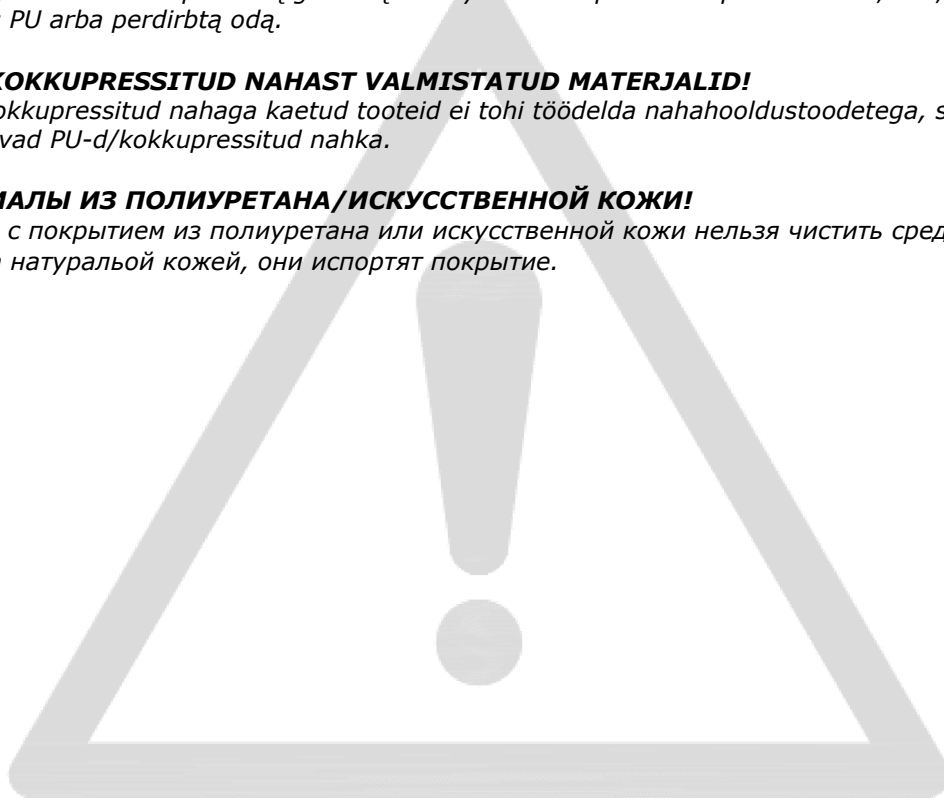 PU arba perdirbtą odą.
KOKKUPRESSITUD NAHAST VALMISTATUD MATERJALID!
okkupressitud nahaga kaetud tooteid ei tohi töödelda nahahooldustoodetega, s
vad PU-d/kokkupressitud nahka.
МАЛЫ ИЗ ПОЛИУРЕТАНА/ИСКУССТВЕННОЙ КОЖИ!
с покрытием из полиуретана или искусственной кожи нельзя чистить сред
натуральой кожей, они испортят покрытие.